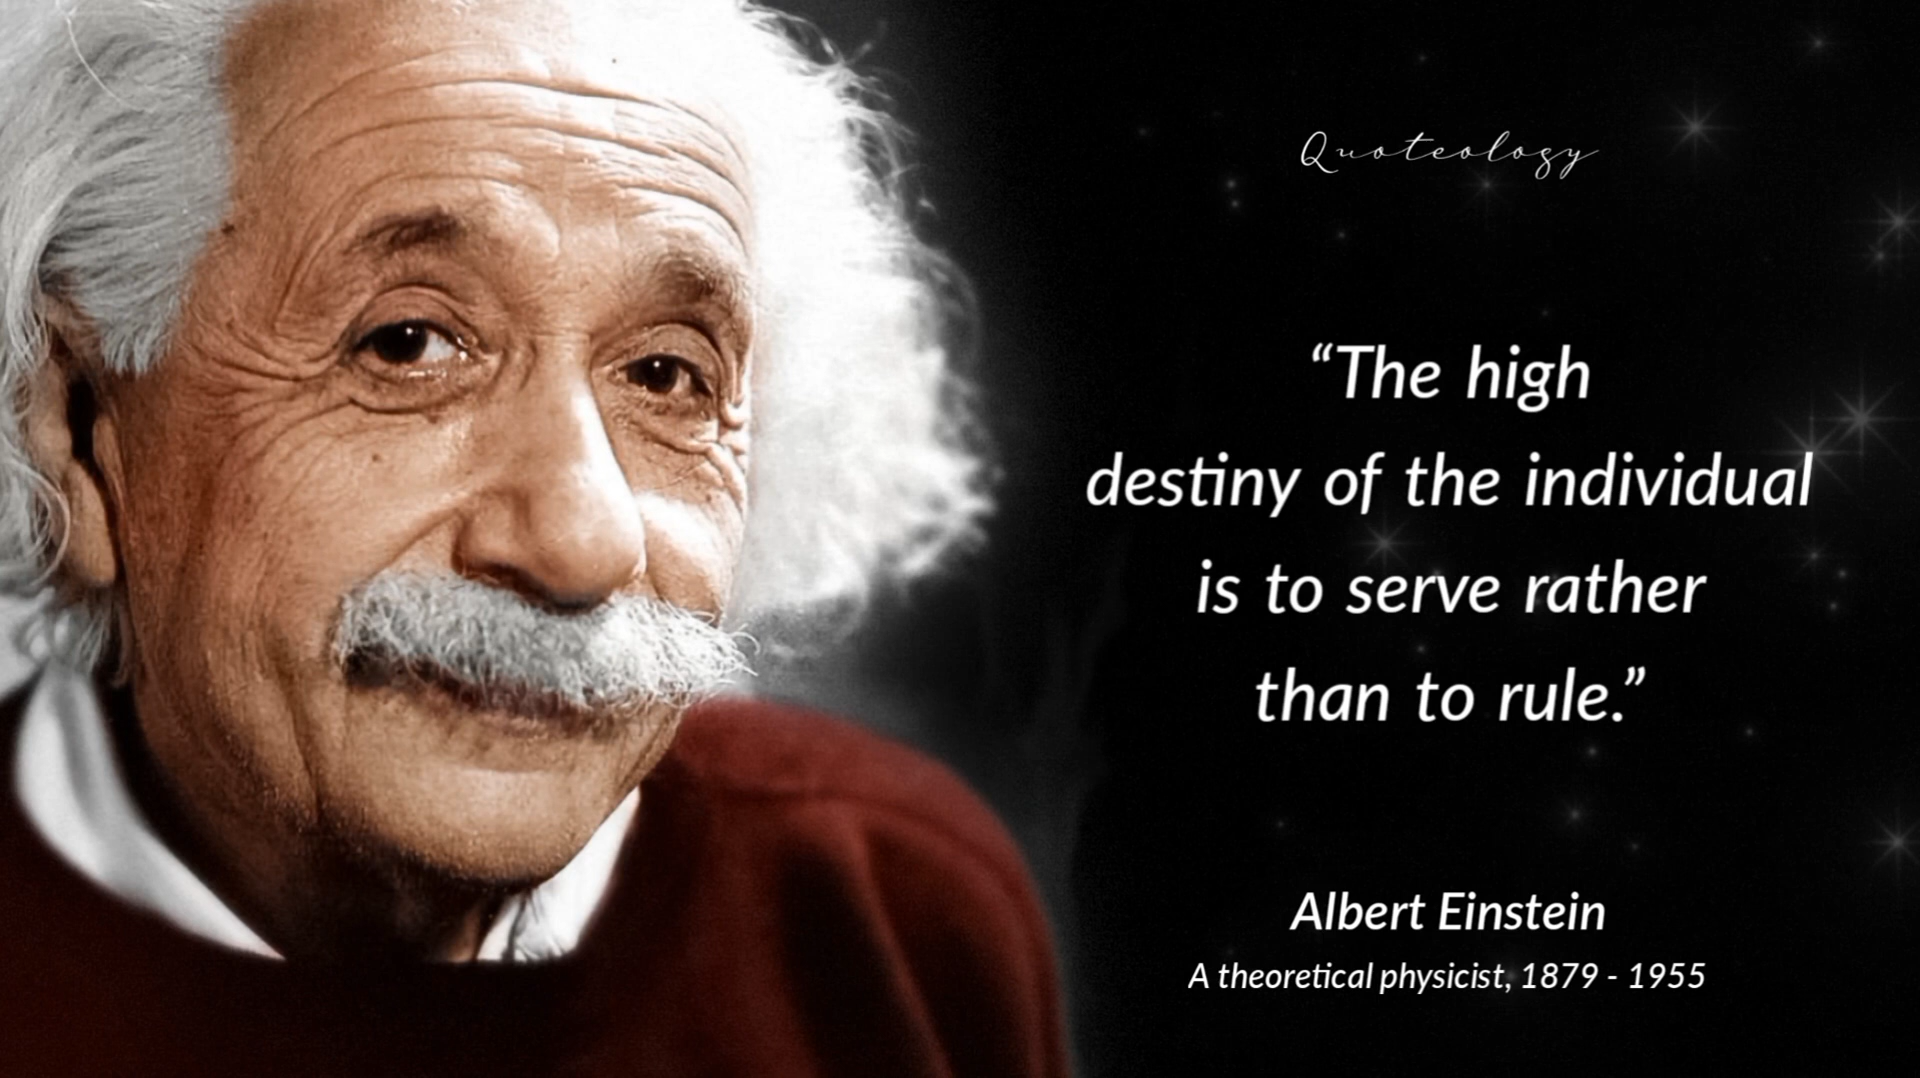 Quoteology
“The high
destiny of the individual
is to serve rather
than to rule.”
Albert Einstein
A theoretical physicist, 1879 - 1955